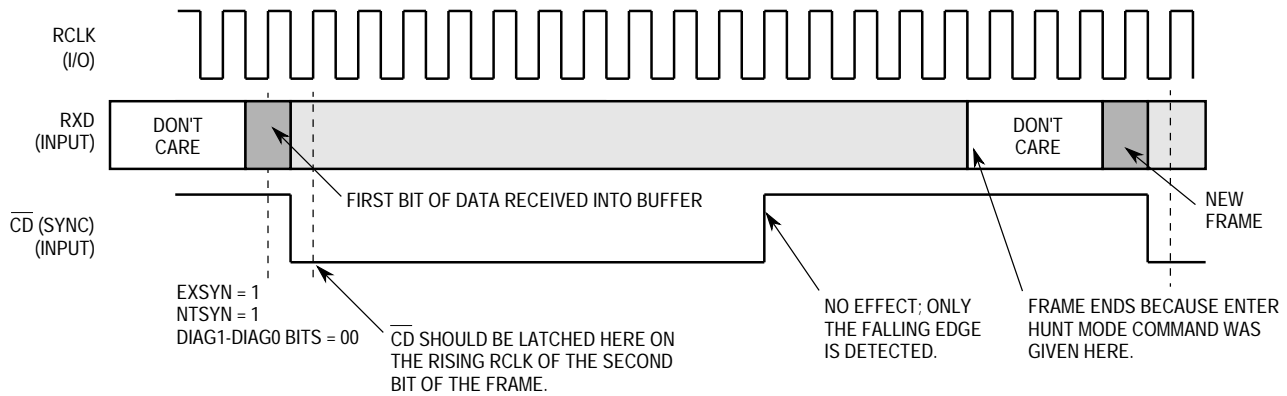 RCLK
(I/O)
RXD
(INPUT)
DON'T
CARE
DON'T
CARE
FIRST BIT OF DATA RECEIVED INTO BUFFER
NEW
FRAME
CD (SYNC)
(INPUT)
EXSYN = 1
NTSYN = 1
DIAG1-DIAG0 BITS = 00
CD SHOULD BE LATCHED HERE ON
THE RISING RCLK OF THE SECOND
BIT OF THE FRAME.
NO EFFECT; ONLY
THE FALLING EDGE
IS DETECTED.
FRAME ENDS BECAUSE ENTER
HUNT MODE COMMAND WAS
GIVEN HERE.